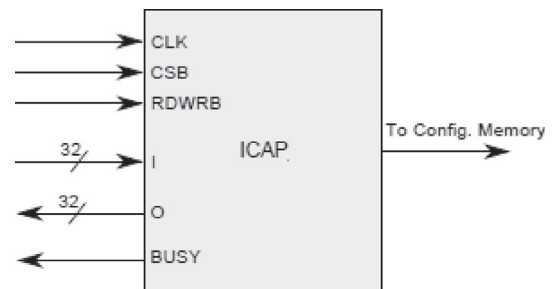 CLK
CSB
RDWRB
To Config. Memory
32
I
ICAP.
32
O
BUSY